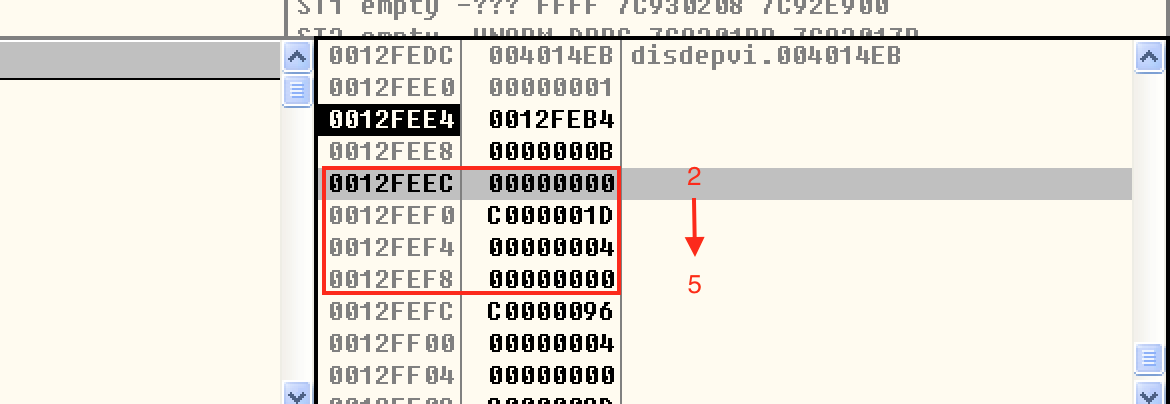 ST1 empty -??? FFFF 7C930208 7C92E900
0012FEDC 004014EB disdepvi.004014EB
0012FEE0 00000001
0012FEE4 0012FEB4
0012FEE8 0000000B
0012FEEC 00000000 2
0012FEF0 C000001D
0012FEF4 00000004
0012FEF8 00000000 5
0012FEFC C0000096
0012FF00 00000004
0012FF04 00000000